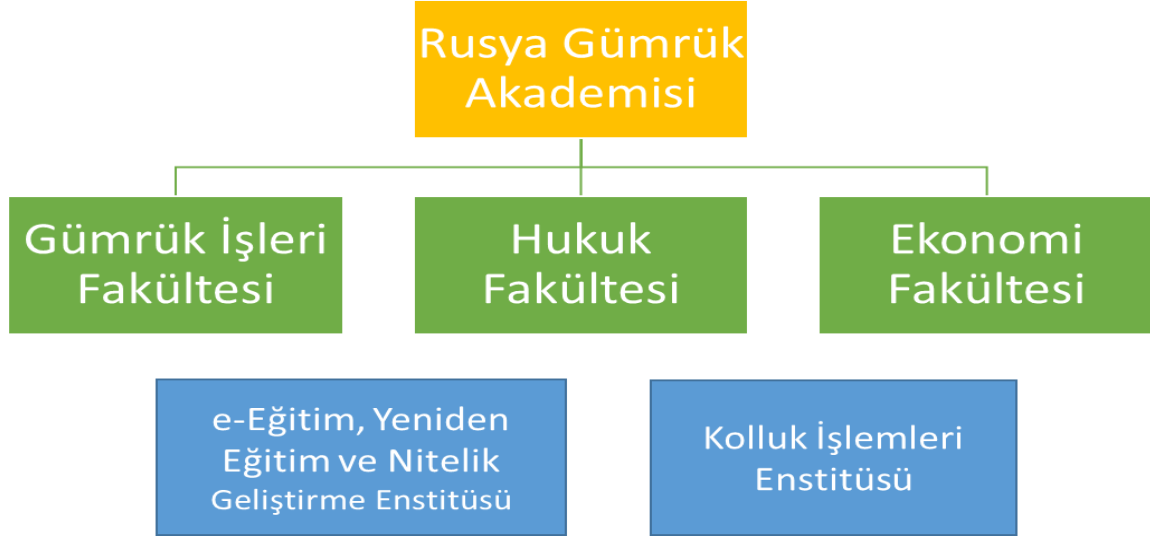 Rusya Gümrük
Akademisi
Gümrük İşleri
Fakültesi
Hukuk
Fakültesi
Ekonomi
Fakültesi
e-Eğitim, Yeniden
Eğitim ve Nitelik
Geliştirme Enstitüsü
Kolluk İşlemleri
Enstitüsü